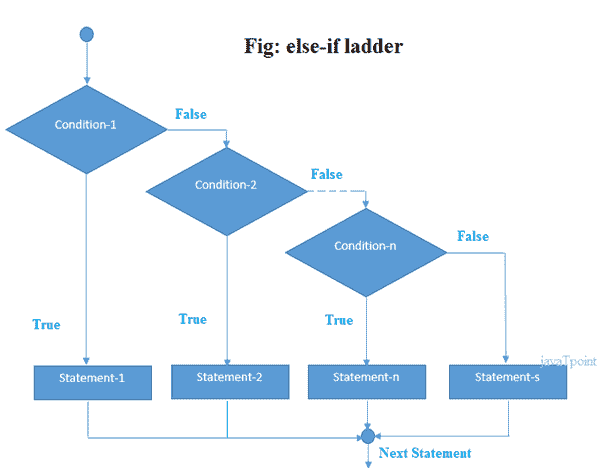 Fig: else-if ladder
Condition-1
False
Condition-2
False
Condition-n
False
True
True
True
javaTpoint
Statement-1
Statement-2
Statement-n
Statement-s
Next Statement